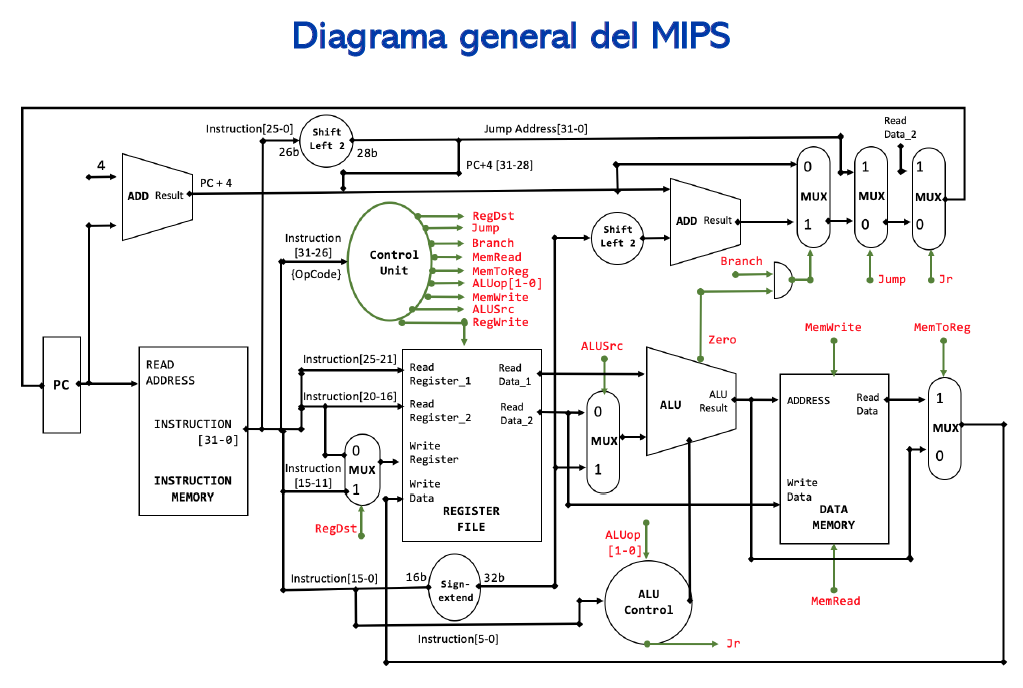 Diagrama general del MIPS
Read
Data_2
Instruction[25-0]
Shift
Left 2
26b
28b
Jump Address[31-0]
4
PC+4 [31-28]
ADD Result
PC + 4
0
MUX
1
1
MUX
0
1
MUX
0
ADD Result
Shift
Left 2
Instruction
[31-26]
{OpCode}
Control
Unit
RegDst
Jump
Branch
MemRead
MemToReg
ALUop[1-0]
MemWrite
ALUSrc
RegWrite
Branch
Jump
Jr
Zero
MemWrite
MemToReg
ALUSrc
PC
READ
ADDRESS
INSTRUCTION
[31-0]
INSTRUCTION
MEMORY
Instruction[25-21]
Instruction[20-16]
Instruction
[15-11]
0
MUX
1
RegDst
Read
Register_1
Read
Register_2
Write
Register
Write
Data
Read
Data_1
Read
Data_2
REGISTER
FILE
0
MUX
1
ALU
ALU
Result
ADDRESS
Read
Data
Write
Data
DATA
MEMORY
1
MUX
0
MemRead
ALUop
[1-0]
ALU
Control
Jr
Instruction[15-0]
16b
Sign-
extend
32b
Instruction[5-0]